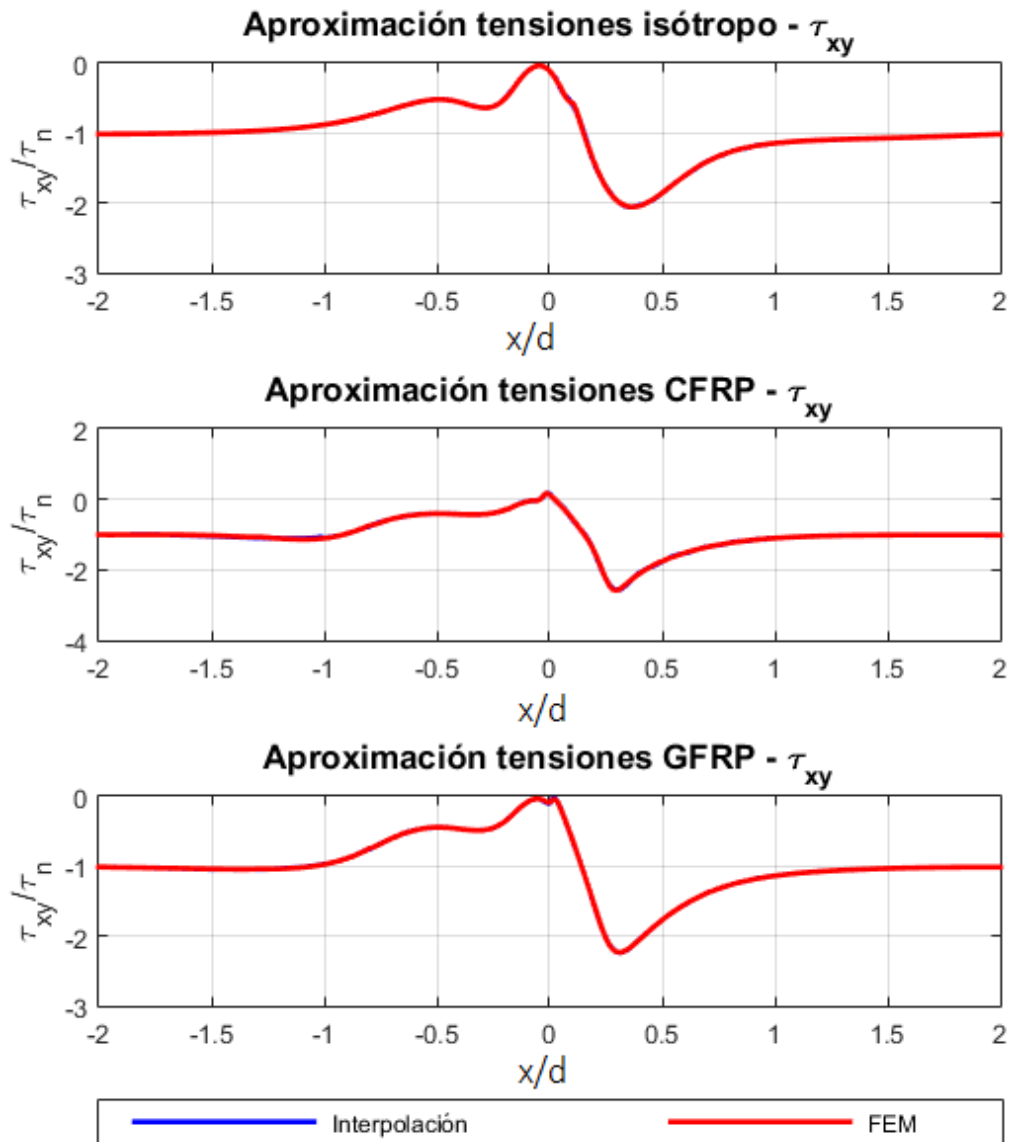 Aproximación tensiones isótropo - τxy
0
-1
-2
-3
τxy/τn
-2 -1.5 -1 -0.5 0 0.5 1 1.5 2
x/d
Aproximación tensiones CFRP - τxy
2
0
-2
-4
τxy/τn
-2 -1.5 -1 -0.5 0 0.5 1 1.5 2
x/d
Aproximación tensiones GFRP - τxy
0
-1
-2
-3
τxy/τn
-2 -1.5 -1 -0.5 0 0.5 1 1.5 2
x/d
Interpolación FEM